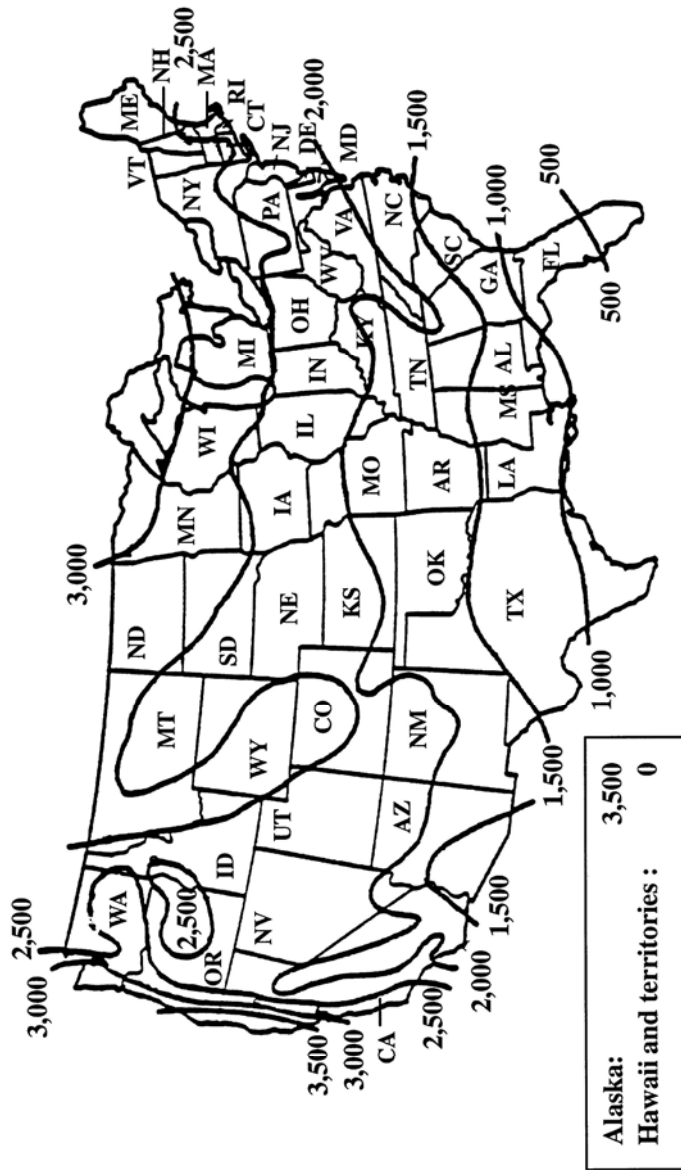 3,000
2,500
3,000
WA
MT
ND
MN
OR
2,500
ID
WY
SD
WI
MI
NV
UT
CO
NE
IA
IL
IN
OH
PA
NY
VT
ME
NH
2,500
MA
RI
CT
NJ
DE
2,000
MD
WV
VA
KY
KS
MO
3,500
3,000
CA
2,500
2,000
AZ
NM
OK
AR
TN
NC
1,500
SC
1,500
1,500
TX
LA
MS
AL
GA
1,000
FL
500
500
1,000
Alaska: 3,500
Hawaii and territories : 0